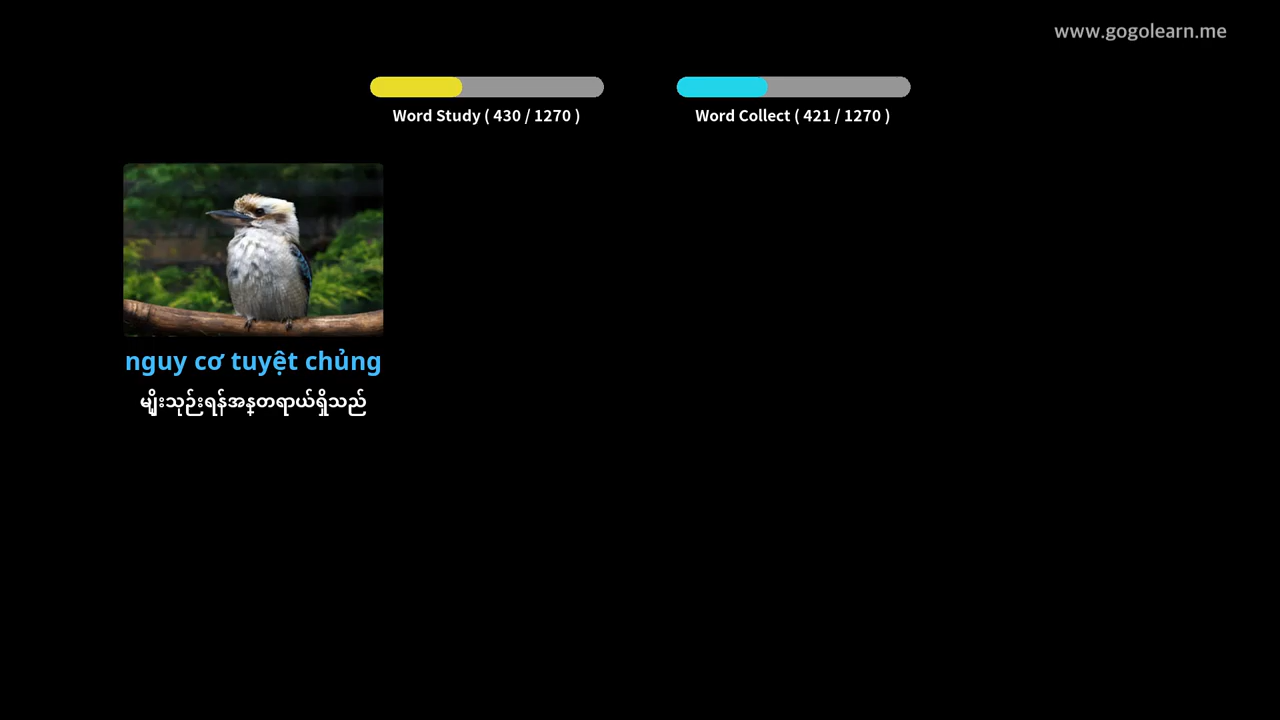 www.gogolearn.me
Word Study ( 430 / 1270 )
Word Collect ( 421 / 1270 )
nguy cơ tuyệt chủng
မျိုးသုဉ်းရန်အန္တရာယ်ရှိသည်